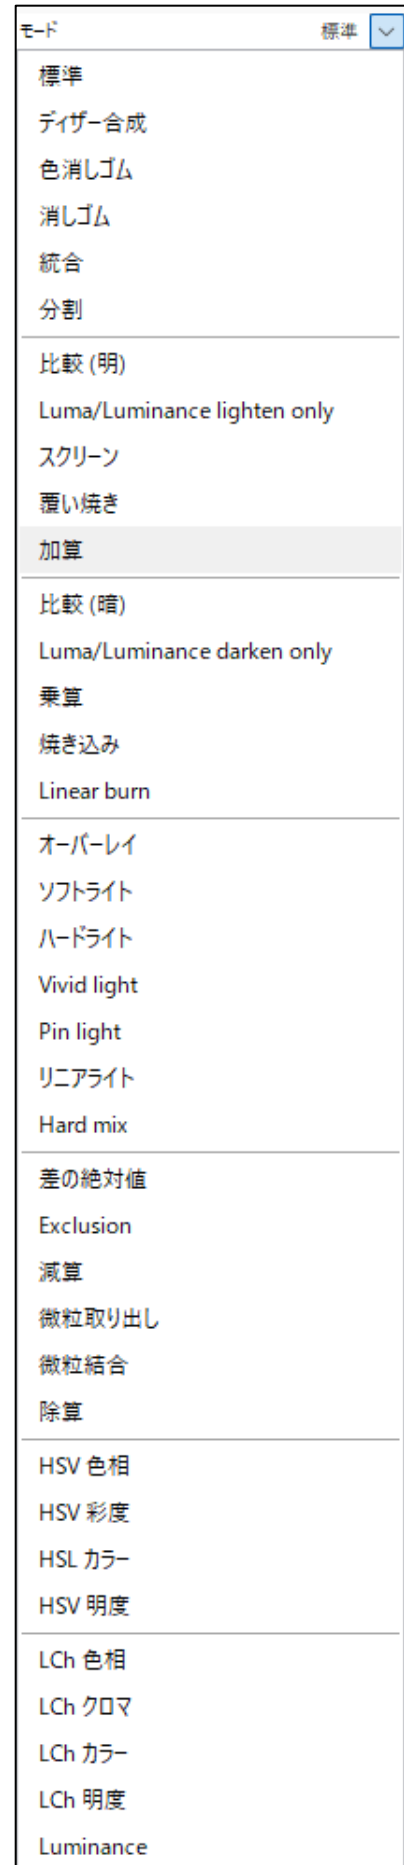 モード 標準
標準
ディザー合成
色消しゴム
消しゴム
統合
分割
比較 (明)
Luma/Luminance lighten only
スクリーン
覆い焼き
加算
比較 (暗)
Luma/Luminance darken only
乗算
焼き込み
Linear burn
オーバーレイ
ソフトライト
ハードライト
Vivid light
Pin light
リニアライト
Hard mix
差の絶対値
Exclusion
減算
微粒取り出し
微粒結合
除算
HSV 色相
HSV 彩度
HSL カラー
HSV 明度
LCh 色相
LCh クロマ
LCh カラー
LCh 明度
Luminance